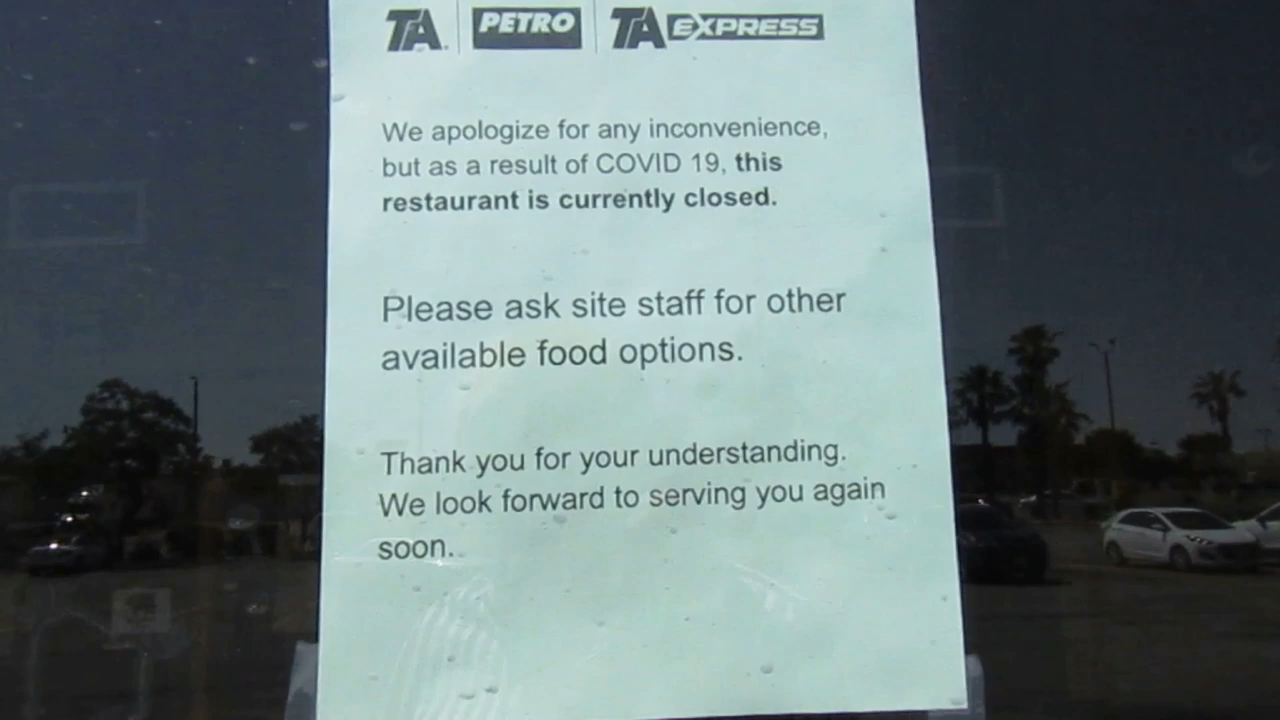 TA PETRO TA EXPRESS
We apologize for any inconvenience,
but as a result of COVID 19, this
restaurant is currently closed.
Please ask site staff for other
available food options.
Thank you for your understanding.
We look forward to serving you again
soon.